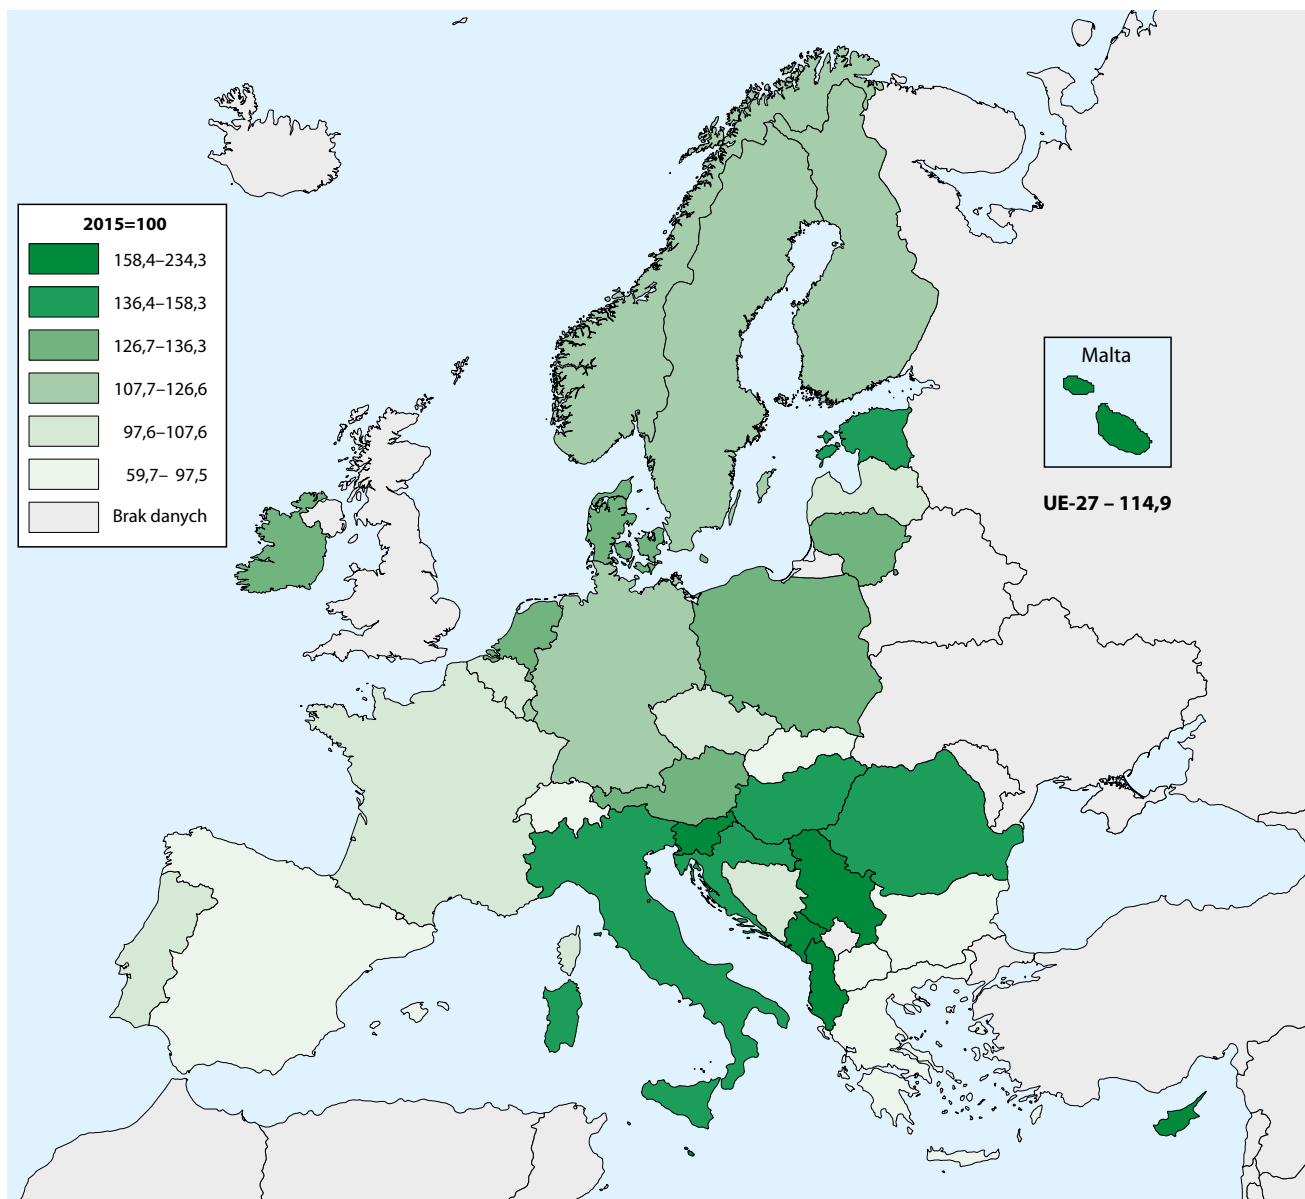 2015=100
158,4–234,3
136,4–158,3
126,7–136,3
107,7–126,6
97,6–107,6
59,7– 97,5
Brak danych
Malta
UE-27 – 114,9